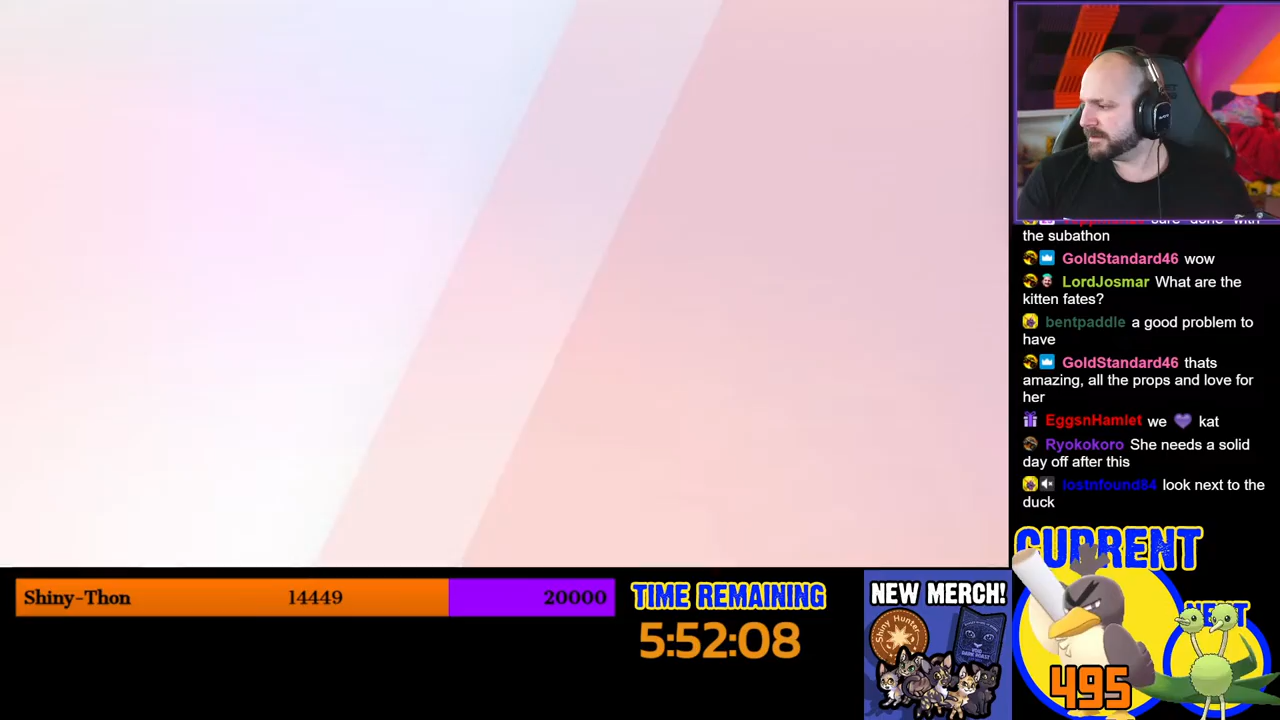 the subathon
GoldStandard46 wow
LordJosmar What are the
kitten fates?
bentpaddle a good problem to
have
GoldStandard46 thats
amazing, all the props and love for
her
EggsnHamlet we 💜 kat
Ryokokoro She needs a solid
day off after this
lostnfound84 look next to the
duck
CURRENT
NEXT
495
Shiny-Thon 14449 20000
TIME REMAINING
5:52:08
NEW MERCH!
Shiny Hunter